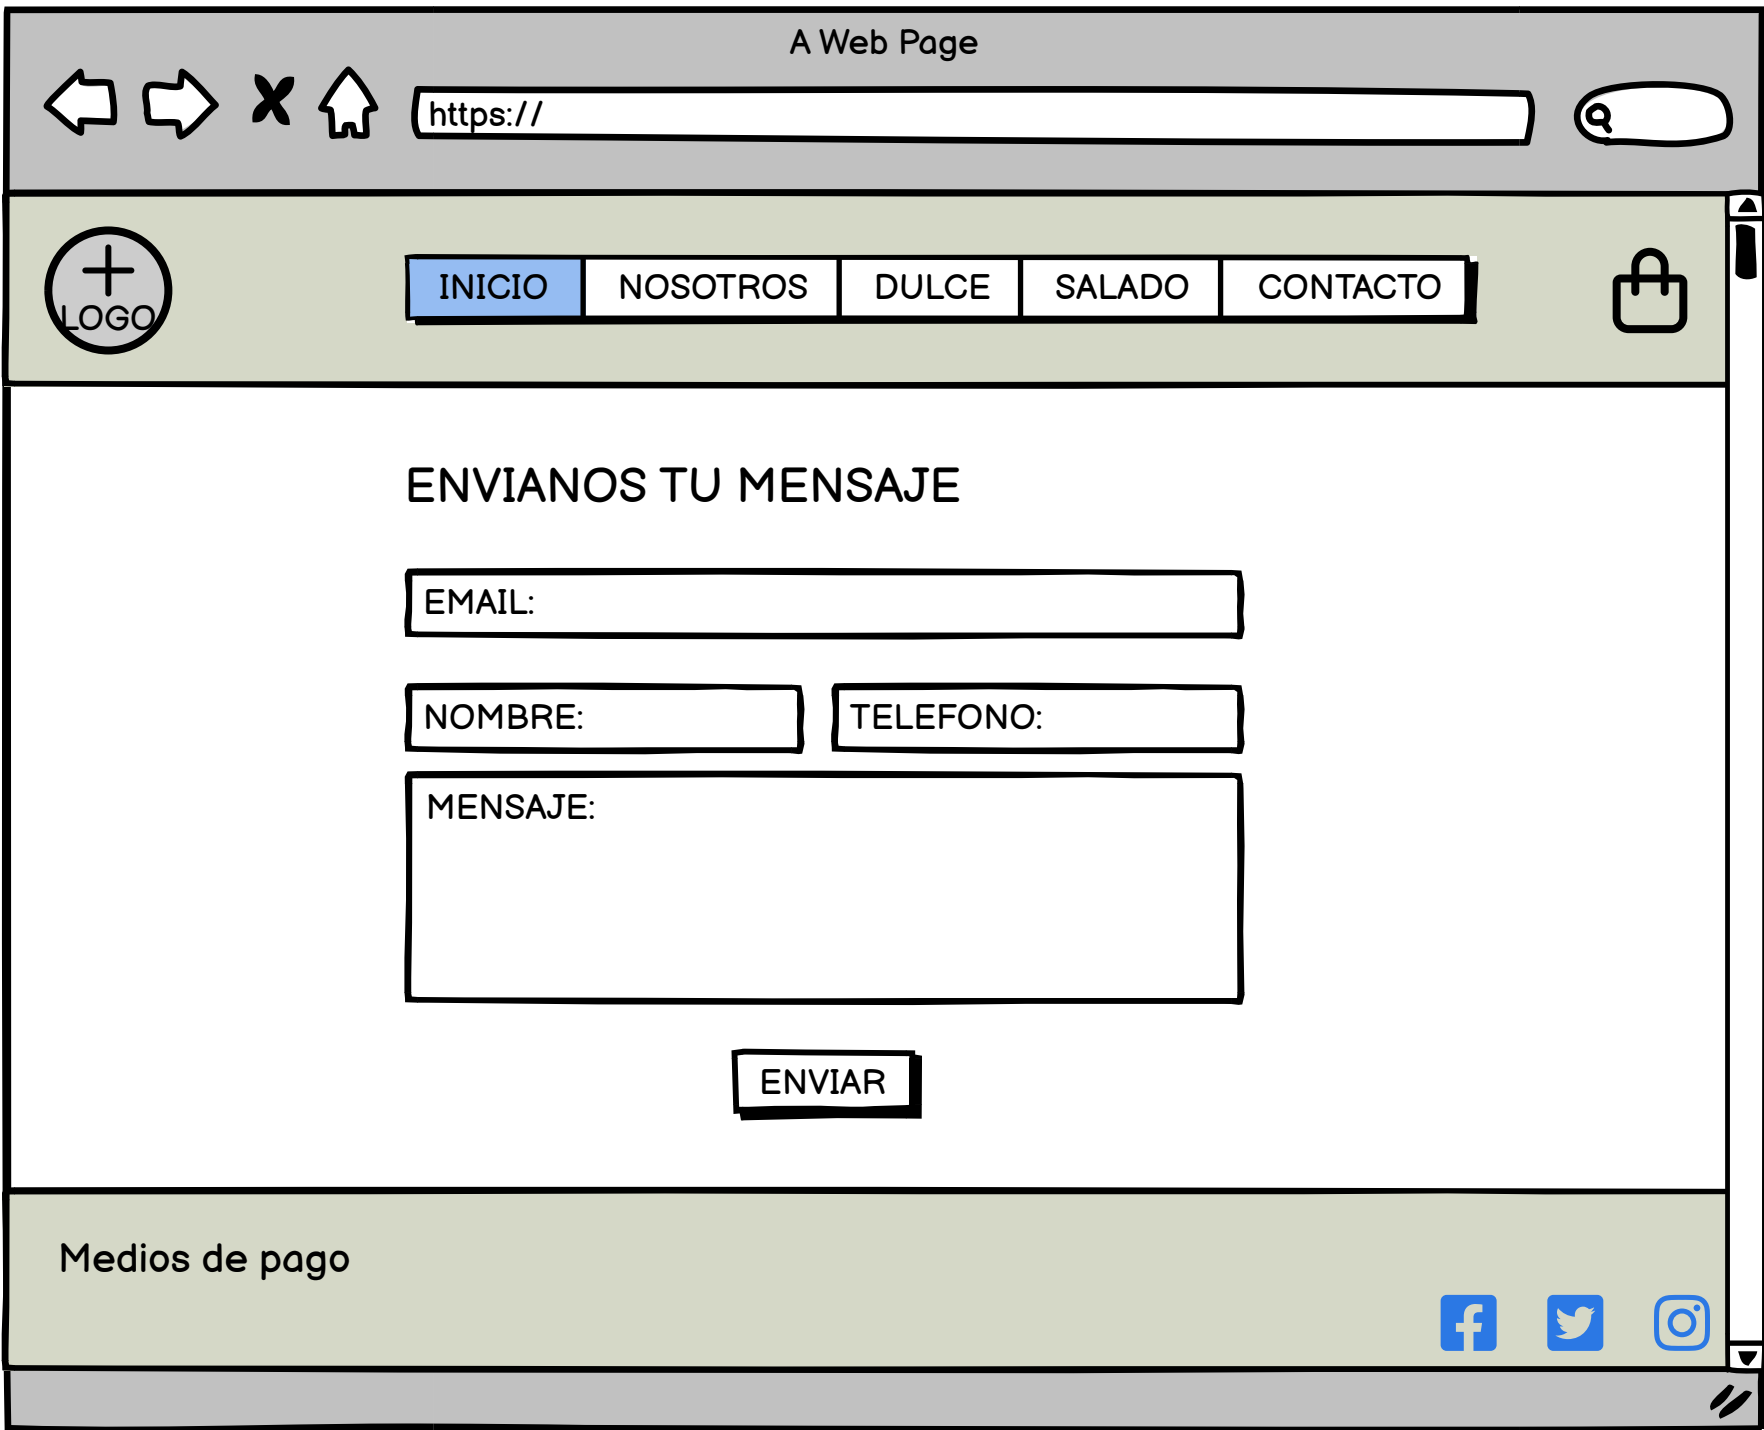 A Web Page
https://
LOGO
INICIO NOSOTROS DULCE SALADO CONTACTO
ENVIANOS TU MENSAJE
EMAIL:
NOMBRE: TELEFONO:
MENSAJE:
ENVIAR
Medios de pago